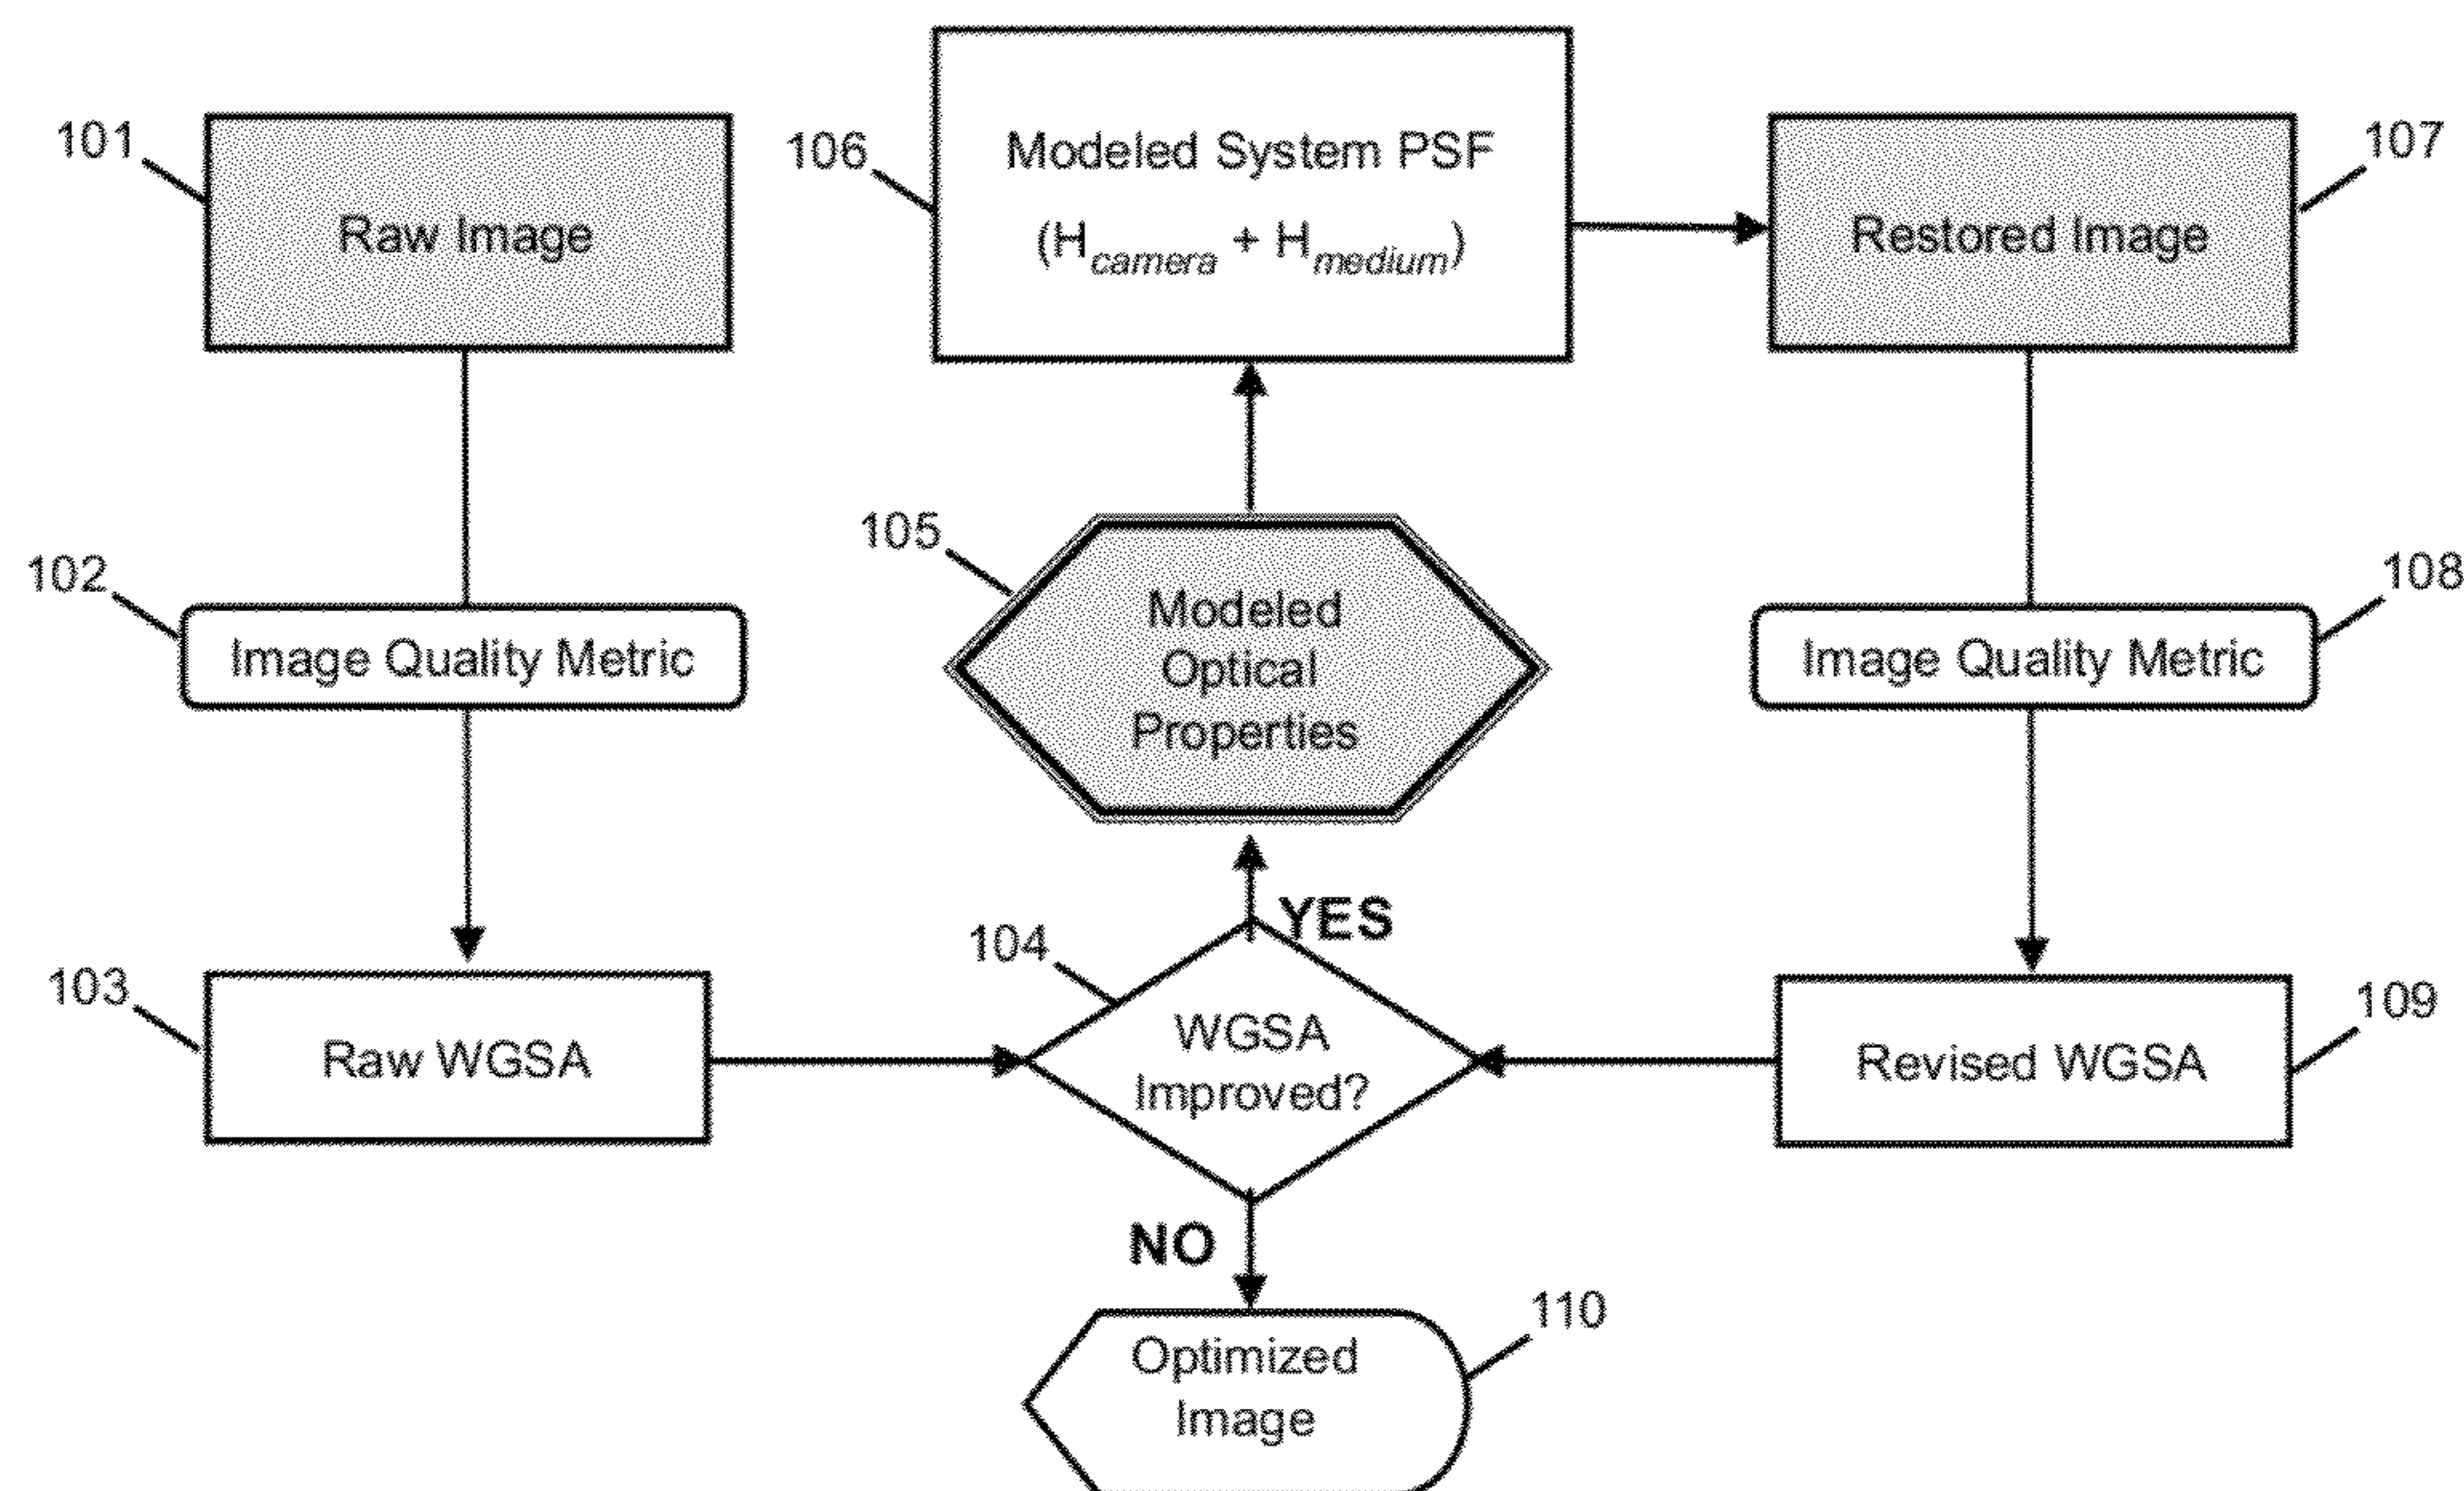 101
Raw Image
106
Modeled System PSF
(Hcamera + Hmedium)
107
Restored Image
102
Image Quality Metric
105
Modeled
Optical
Properties
108
Image Quality Metric
103
Raw WGSA
104
YES
WGSA
Improved?
109
Revised WGSA
NO
110
Optimized
Image